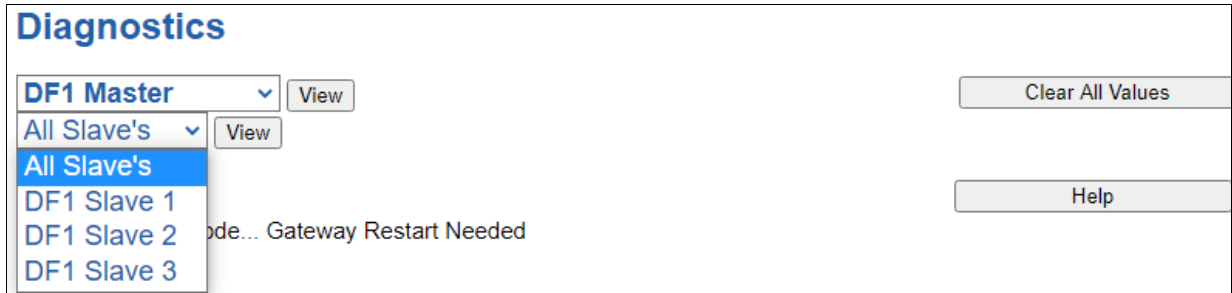 Diagnostics
DF1 Master View Clear All Values
All Slave's View
All Slave's
DF1 Slave 1 Help
DF1 Slave 2 ode... Gateway Restart Needed
DF1 Slave 3